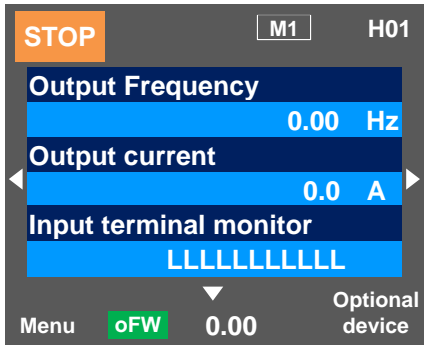 STOP M1 H01
Output Frequency
0.00 Hz
Output current
0.0 A
Input terminal monitor
LLLLLLLLLLL
Menu oFW 0.00 Optional
device